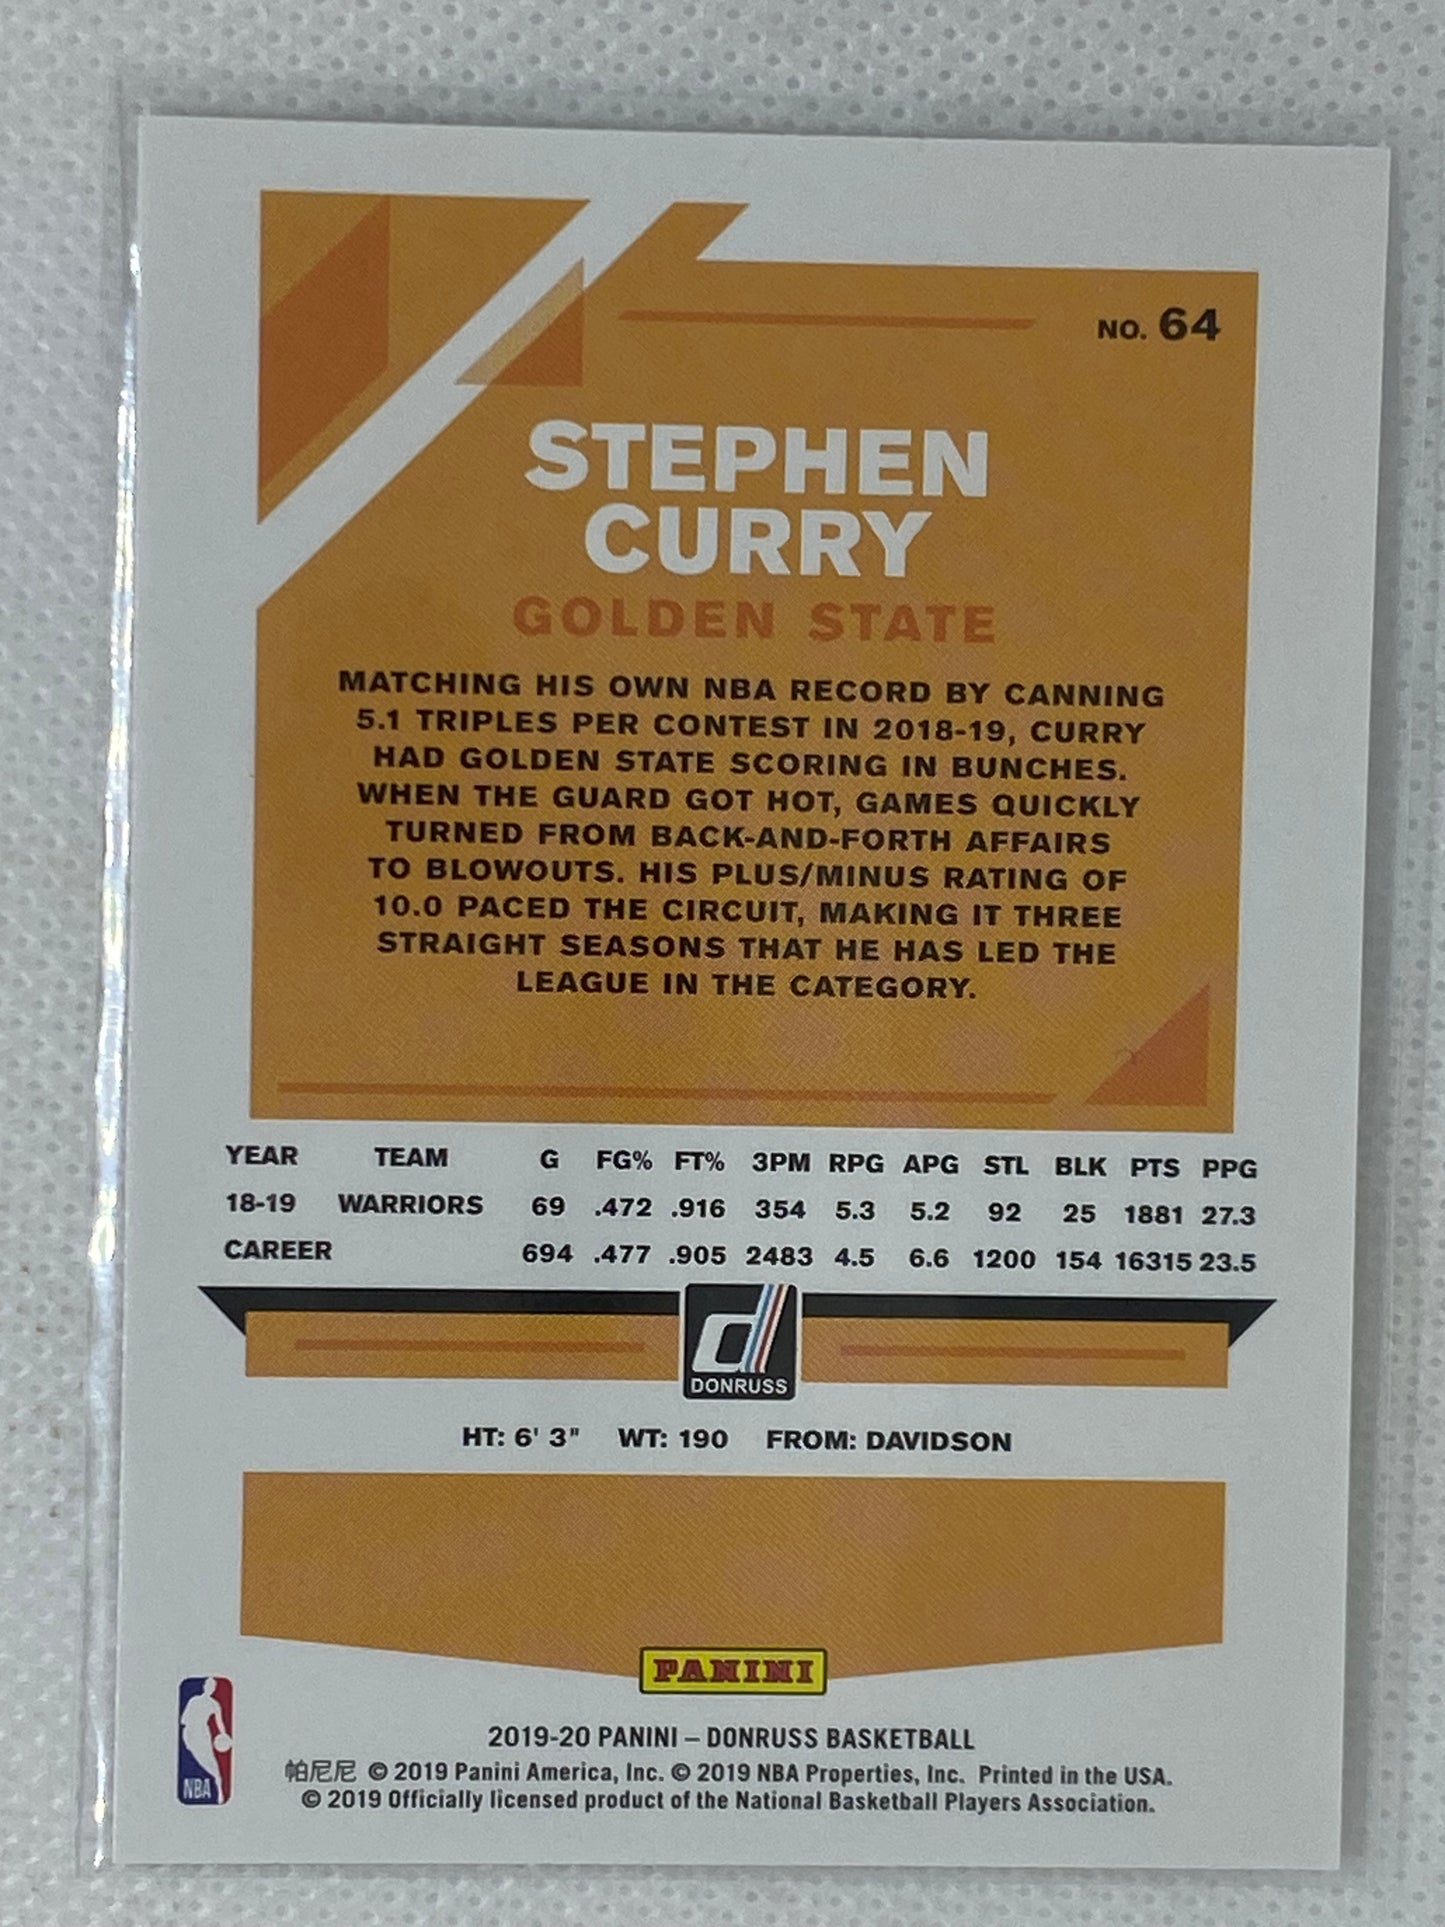 NO. 64
STEPHEN
CURRY
GOLDEN STATE
MATCHING HIS OWN NBA RECORD BY CANNING
5.1 TRIPLES PER CONTEST IN 2018-19, CURRY
HAD GOLDEN STATE SCORING IN BUNCHES.
WHEN THE GUARD GOT HOT, GAMES QUICKLY
TURNED FROM BACK-AND-FORTH AFFAIRS
TO BLOWOUTS. HIS PLUS/MINUS RATING OF
10.0 PACED THE CIRCUIT, MAKING IT THREE
STRAIGHT SEASONS THAT HE HAS LED THE
LEAGUE IN THE CATEGORY.
YEAR TEAM G FG% FT% 3PM RPG APG STL BLK PTS PPG
18-19 WARRIORS 69 .472 .916 354 5.3 5.2 92 25 1881 27.3
CAREER 694 .477 .905 2483 4.5 6.6 1200 154 16315 23.5
d
DONRUSS
HT: 6' 3" WT: 190 FROM: DAVIDSON
PANINI
NBA
2019-20 PANINI – DONRUSS BASKETBALL
帕尼尼 © 2019 Panini America, Inc. © 2019 NBA Properties, Inc. Printed in the USA.
© 2019 Officially licensed product of the National Basketball Players Association.